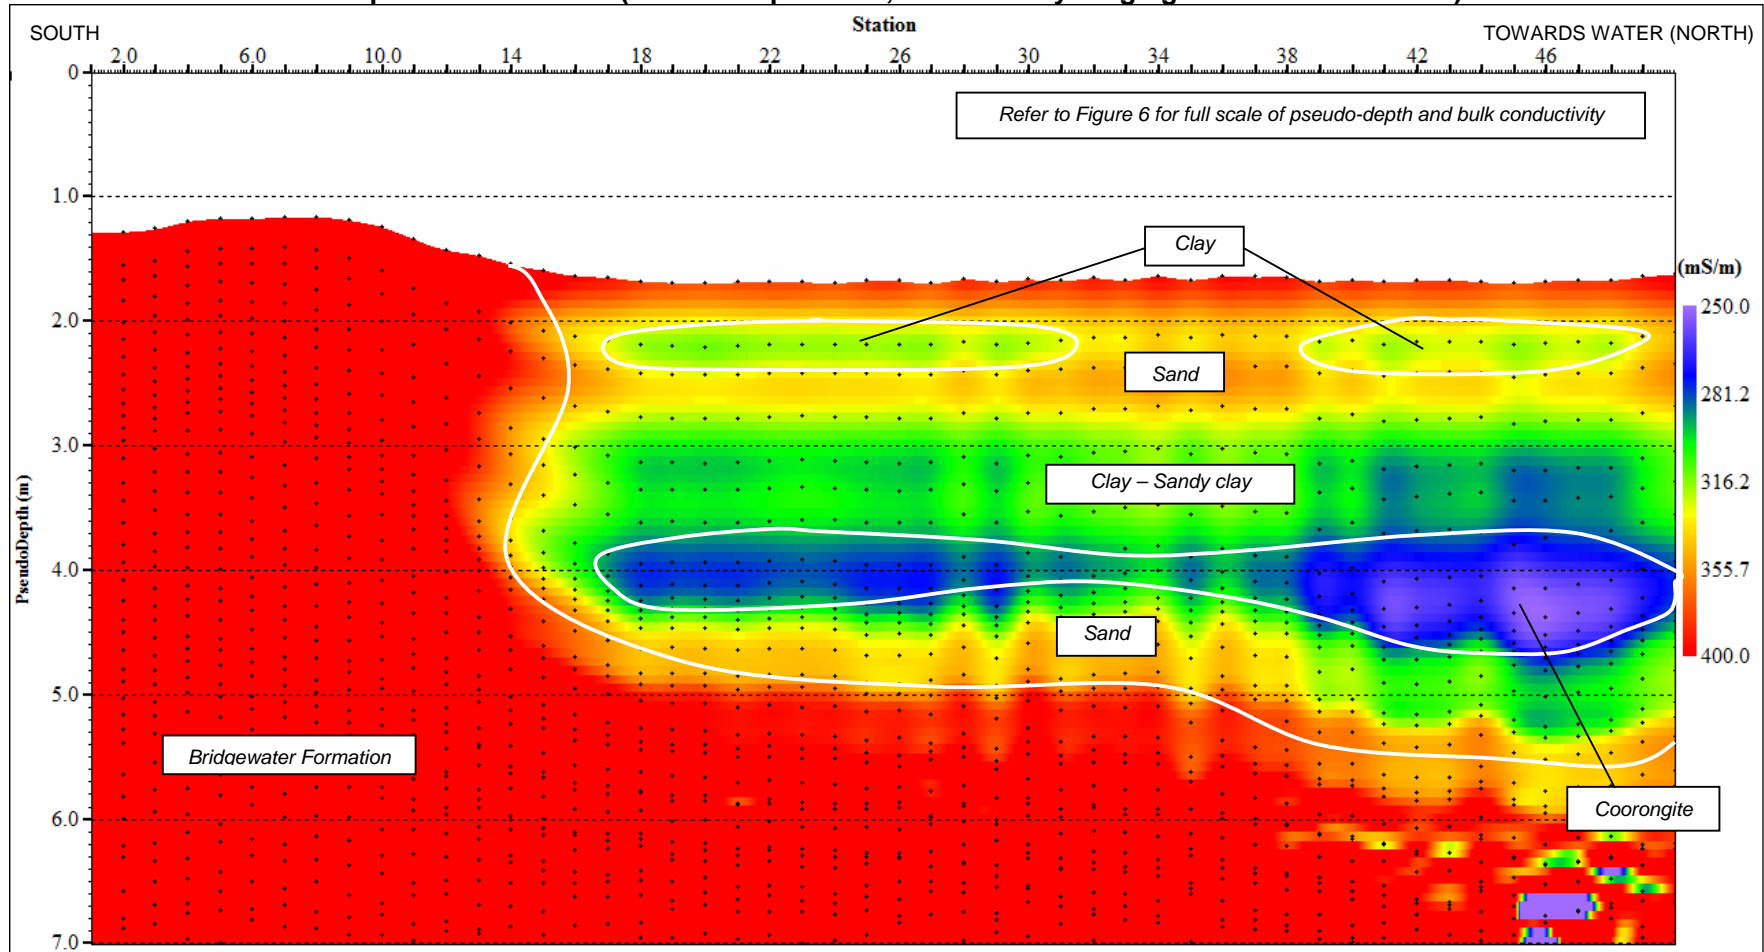 Station
SOUTH
TOWARDS WATER (NORTH)
2.0 6.0 10.0 14 18 22 26 30 34 38 42 46
0
Refer to Figure 6 for full scale of pseudo-depth and bulk conductivity
1.0
Clay
(mS/m)
250.0
2.0
Sand
281.2
3.0
Clay – Sandy clay
316.2
PseudoDepth (m)
4.0
355.7
Sand
400.0
5.0
Bridgewater Formation
Coorongite
6.0
7.0